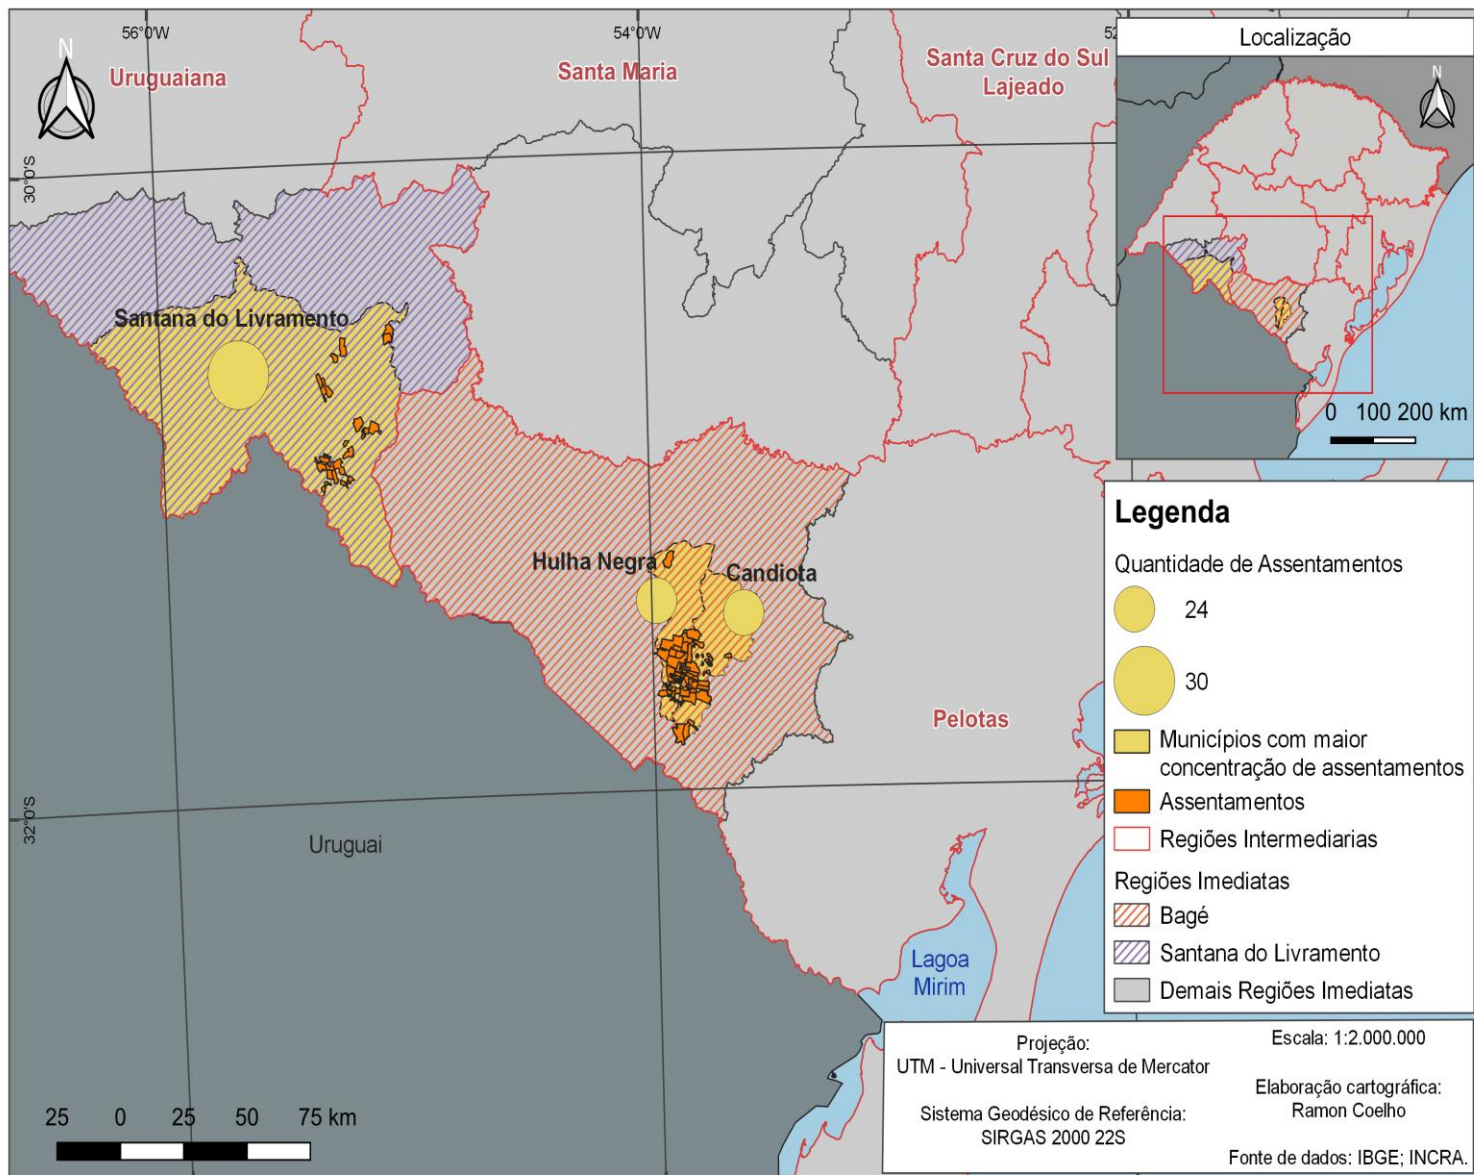 56°0'W
54°0'W
52
30°0'S
32°0'S
N
Uruguaiana
Santa Maria
Santa Cruz do Sul
Lajeado
Santana do Livramento
Hulha Negra
Candiota
Pelotas
Uruguai
Lagoa
Mirim
25 0 25 50 75 km
Localização
N
0 100 200 km
Legenda
Quantidade de Assentamentos
24
30
Municípios com maior
concentração de assentamentos
Assentamentos
Regiões Intermediarias
Regiões Imediatas
Bagé
Santana do Livramento
Demais Regiões Imediatas
Projeção:
UTM - Universal Transversa de Mercator
Sistema Geodésico de Referência:
SIRGAS 2000 22S
Escala: 1:2.000.000
Elaboração cartográfica:
Ramon Coelho
Fonte de dados: IBGE; INCRA.